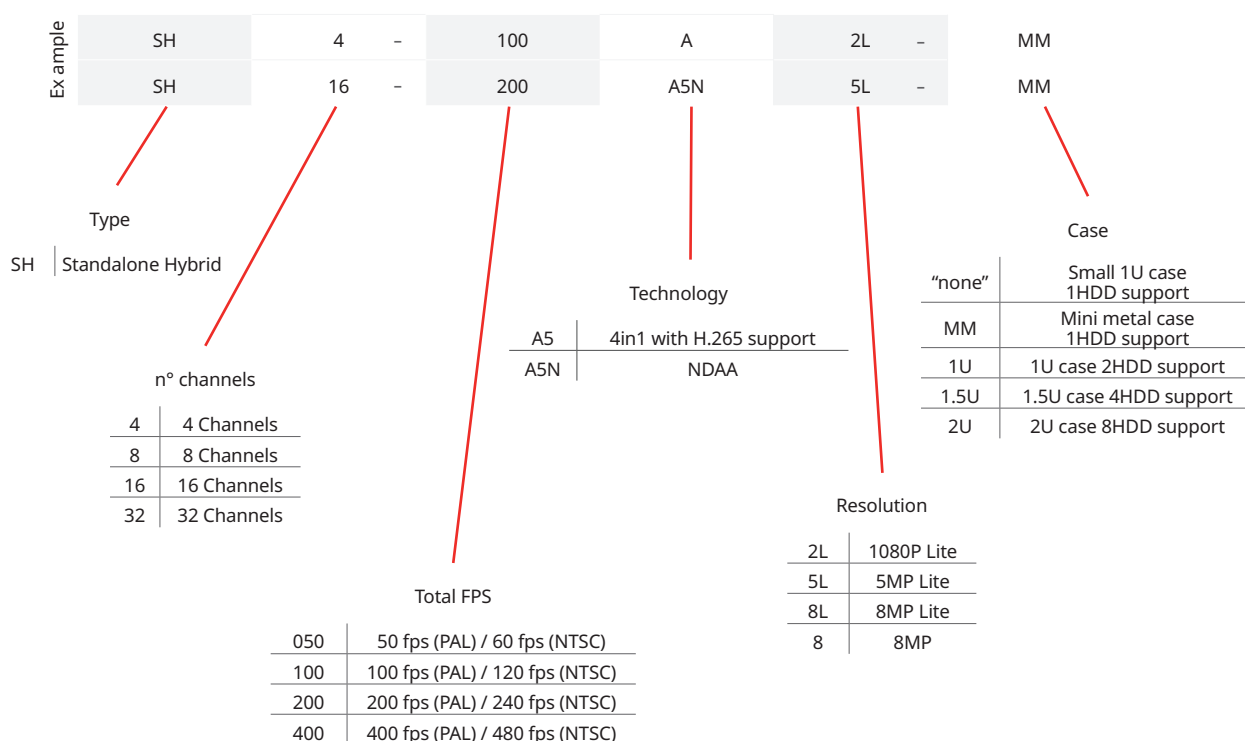 Ex ample
SH 4 – 100 A 2L – MM
SH 16 – 200 A5N 5L – MM
Type
SH Standalone Hybrid
n° channels
4 4 Channels
8 8 Channels
16 16 Channels
32 32 Channels
Total FPS
050 50 fps (PAL) / 60 fps (NTSC)
100 100 fps (PAL) / 120 fps (NTSC)
200 200 fps (PAL) / 240 fps (NTSC)
400 400 fps (PAL) / 480 fps (NTSC)
Technology
A5 4in1 with H.265 support
A5N NDAA
Resolution
2L 1080P Lite
5L 5MP Lite
8L 8MP Lite
8 8MP
Case
“none” Small 1U case
1HDD support
MM Mini metal case
1HDD support
1U 1U case 2HDD support
1.5U 1.5U case 4HDD support
2U 2U case 8HDD support